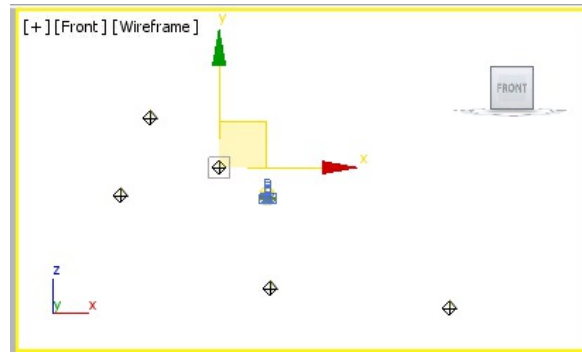 [+][Front][Wireframe]
y
FRONT
x
z
y x